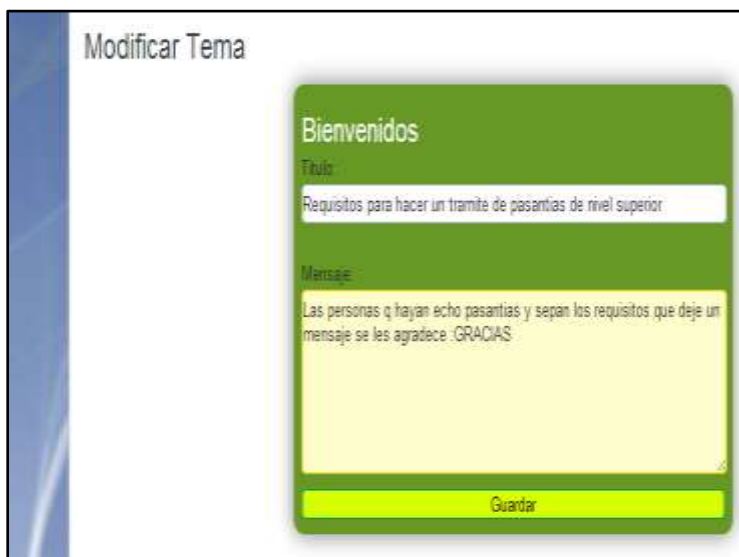 Modificar Tema
Bienvenidos
Titulo:
Requisitos para hacer un tramite de pasantias de nivel superior
Mensaje:
Las personas q hayan echo pasantias y sepan los requisitos que deje un
mensaje se les agradece :GRACIAS
Guardar